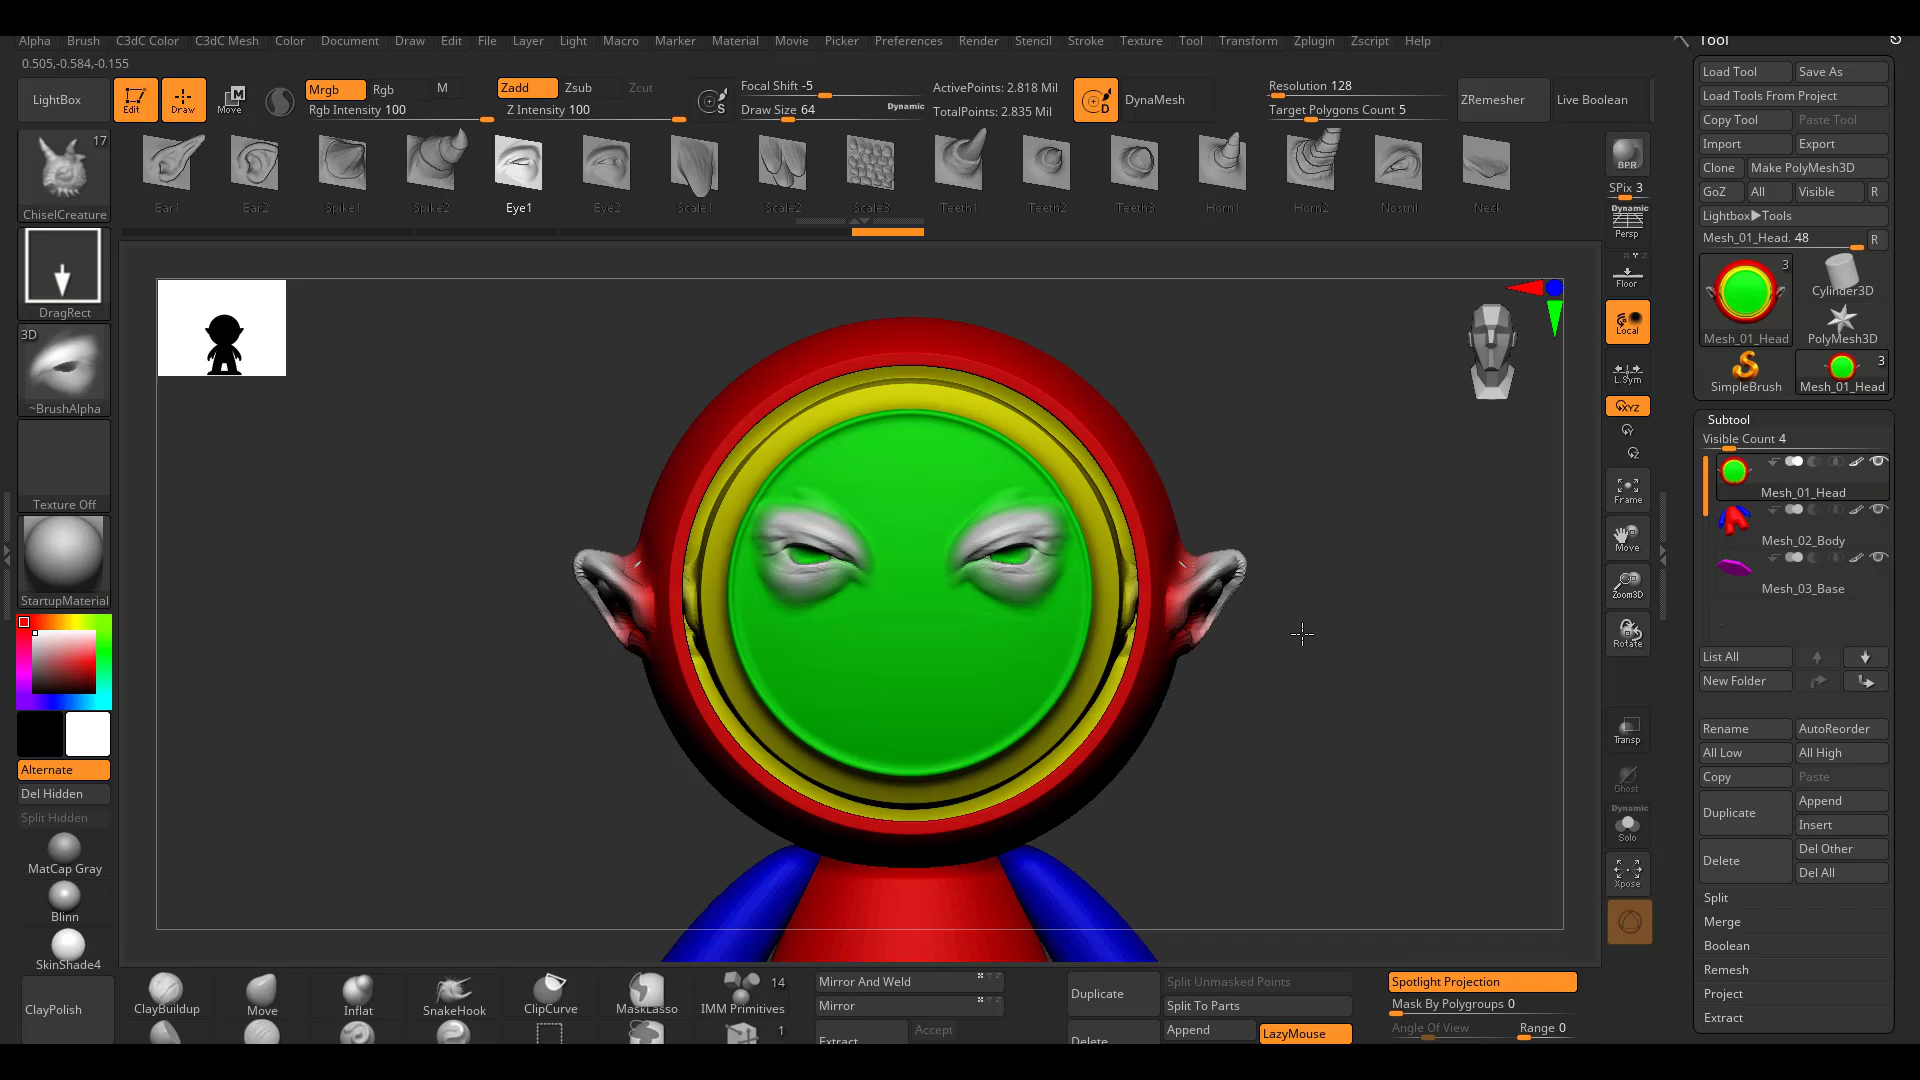 Alpha Brush C3dC Color C3dC Mesh Color Document Draw Edit File Layer Light Macro Marker Material Movie Picker Preferences Render Stencil Stroke Texture Tool Transform Zplugin Zscript Help
Tool
0.505,-0.584,-0.155
LightBox
Edit
Draw
Move
Mrgb Rgb M
Rgb Intensity 100
Zadd Zsub Zcut
Z Intensity 100
S
Focal Shift -5
Draw Size 64 Dynamic
ActivePoints: 2.818 Mil
TotalPoints: 2.835 Mil
D
DynaMesh
Resolution 128
Target Polygons Count 5
ZRemesher
Live Boolean
17
ChiselCreature
Ear1 Ear2 Spike1 Spike2 Eye1 Eye2 Scale1 Scale2 Scale3 Teeth1 Teeth2 Teeth3 Horn1 Horn2 Nostril Neck
DragRect
3D
~BrushAlpha
Texture Off
StartupMaterial
Alternate
Del Hidden
Split Hidden
MatCap Gray
Blinn
SkinShade4
ClayPolish
BPR
SPix 3
Dynamic
Persp
Floor
Local
L.Sym
XYZ
Y
Z
Frame
Move
Zoom3D
Rotate
Transp
Ghost
Dynamic
Solo
Xpose
Load Tool Save As
Load Tools From Project
Copy Tool Paste Tool
Import Export
Clone Make PolyMesh3D
GoZ All Visible R
Lightbox▶Tools
Mesh_01_Head. 48 R
3
Mesh_01_Head
Cylinder3D
PolyMesh3D
SimpleBrush
3
Mesh_01_Head
Subtool
Visible Count 4
Mesh_01_Head
Mesh_02_Body
Mesh_03_Base
List All
New Folder
Rename AutoReorder
All Low All High
Copy Paste
Duplicate Append
Insert
Delete Del Other
Del All
Split
Merge
Boolean
Remesh
Project
Extract
ClayBuildup Move Inflat SnakeHook ClipCurve MaskLasso IMM Primitives
14
1
Mirror And Weld
Mirror
Extract Accept
Duplicate
Delete
Split Unmasked Points
Split To Parts
Append LazyMouse
Spotlight Projection
Mask By Polygroups 0
Angle Of View Range 0